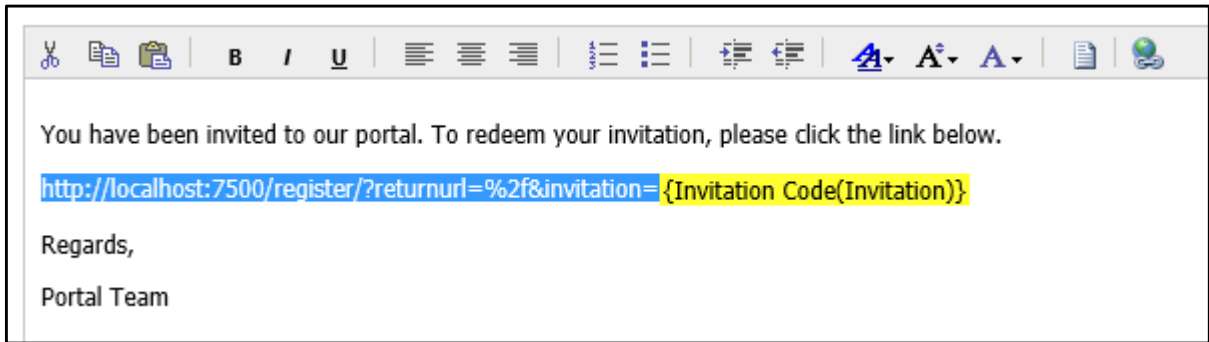 B I U A A A
You have been invited to our portal. To redeem your invitation, please click the link below.
http://localhost:7500/register/?returnurl=%2f&invitation= {Invitation Code(Invitation)}
Regards,
Portal Team